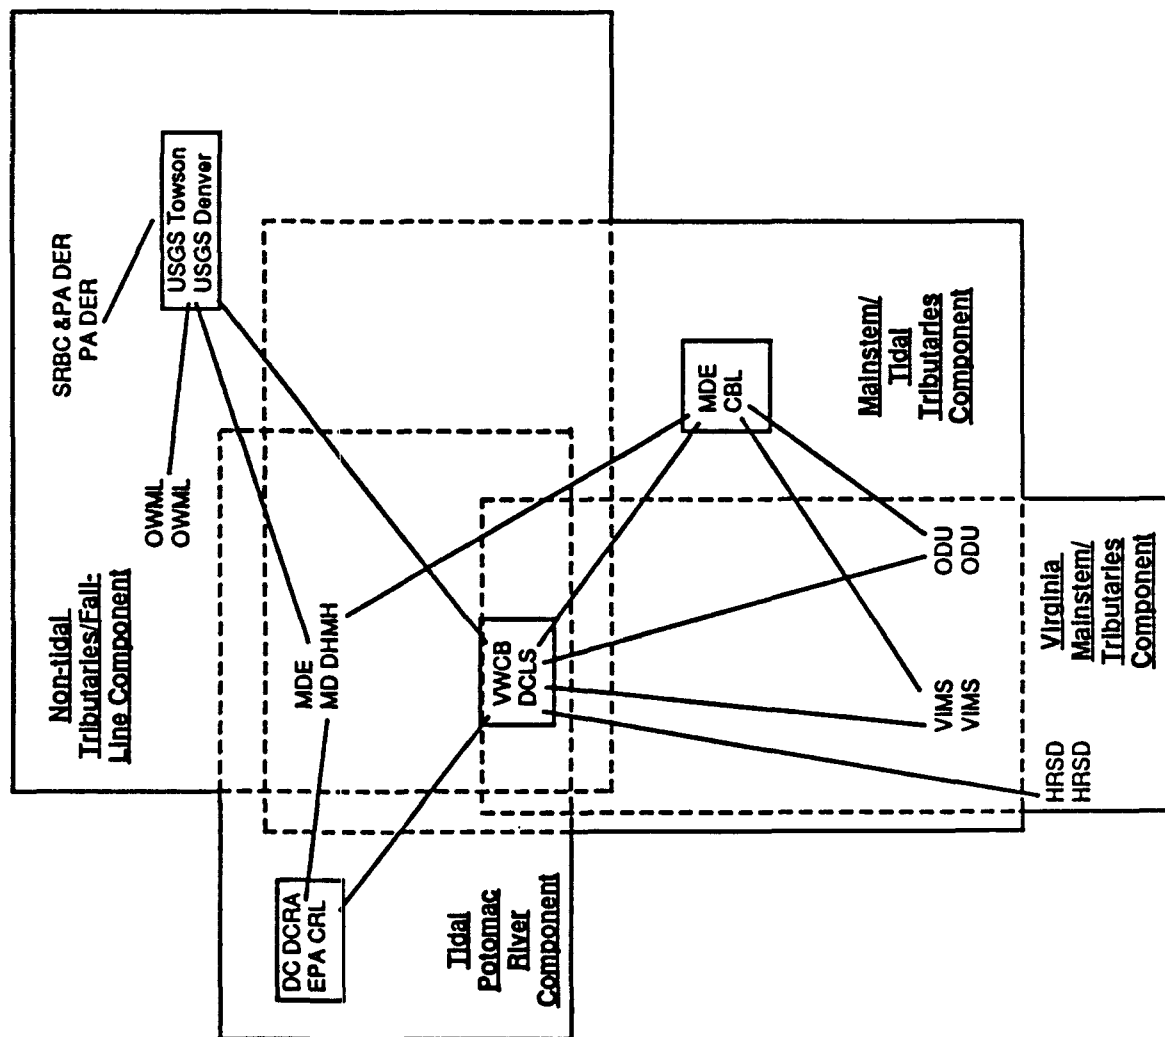 Non-tidal
Tributaries/Fall-
Line Component
SRBC &PA DER
PA DER
OWML
OWML
USGS Towson
USGS Denver
MDE
MD DHMH
DC DCRA
EPA CRL
VWCB
DCLS
Tidal
Potomac
River
Component
MDE
CBL
Mainstem/
Tidal
Tributaries
Component
ODU
ODU
VIMS
VIMS
HRSD
HRSD
Virginia
Mainstem/
Tributaries
Component